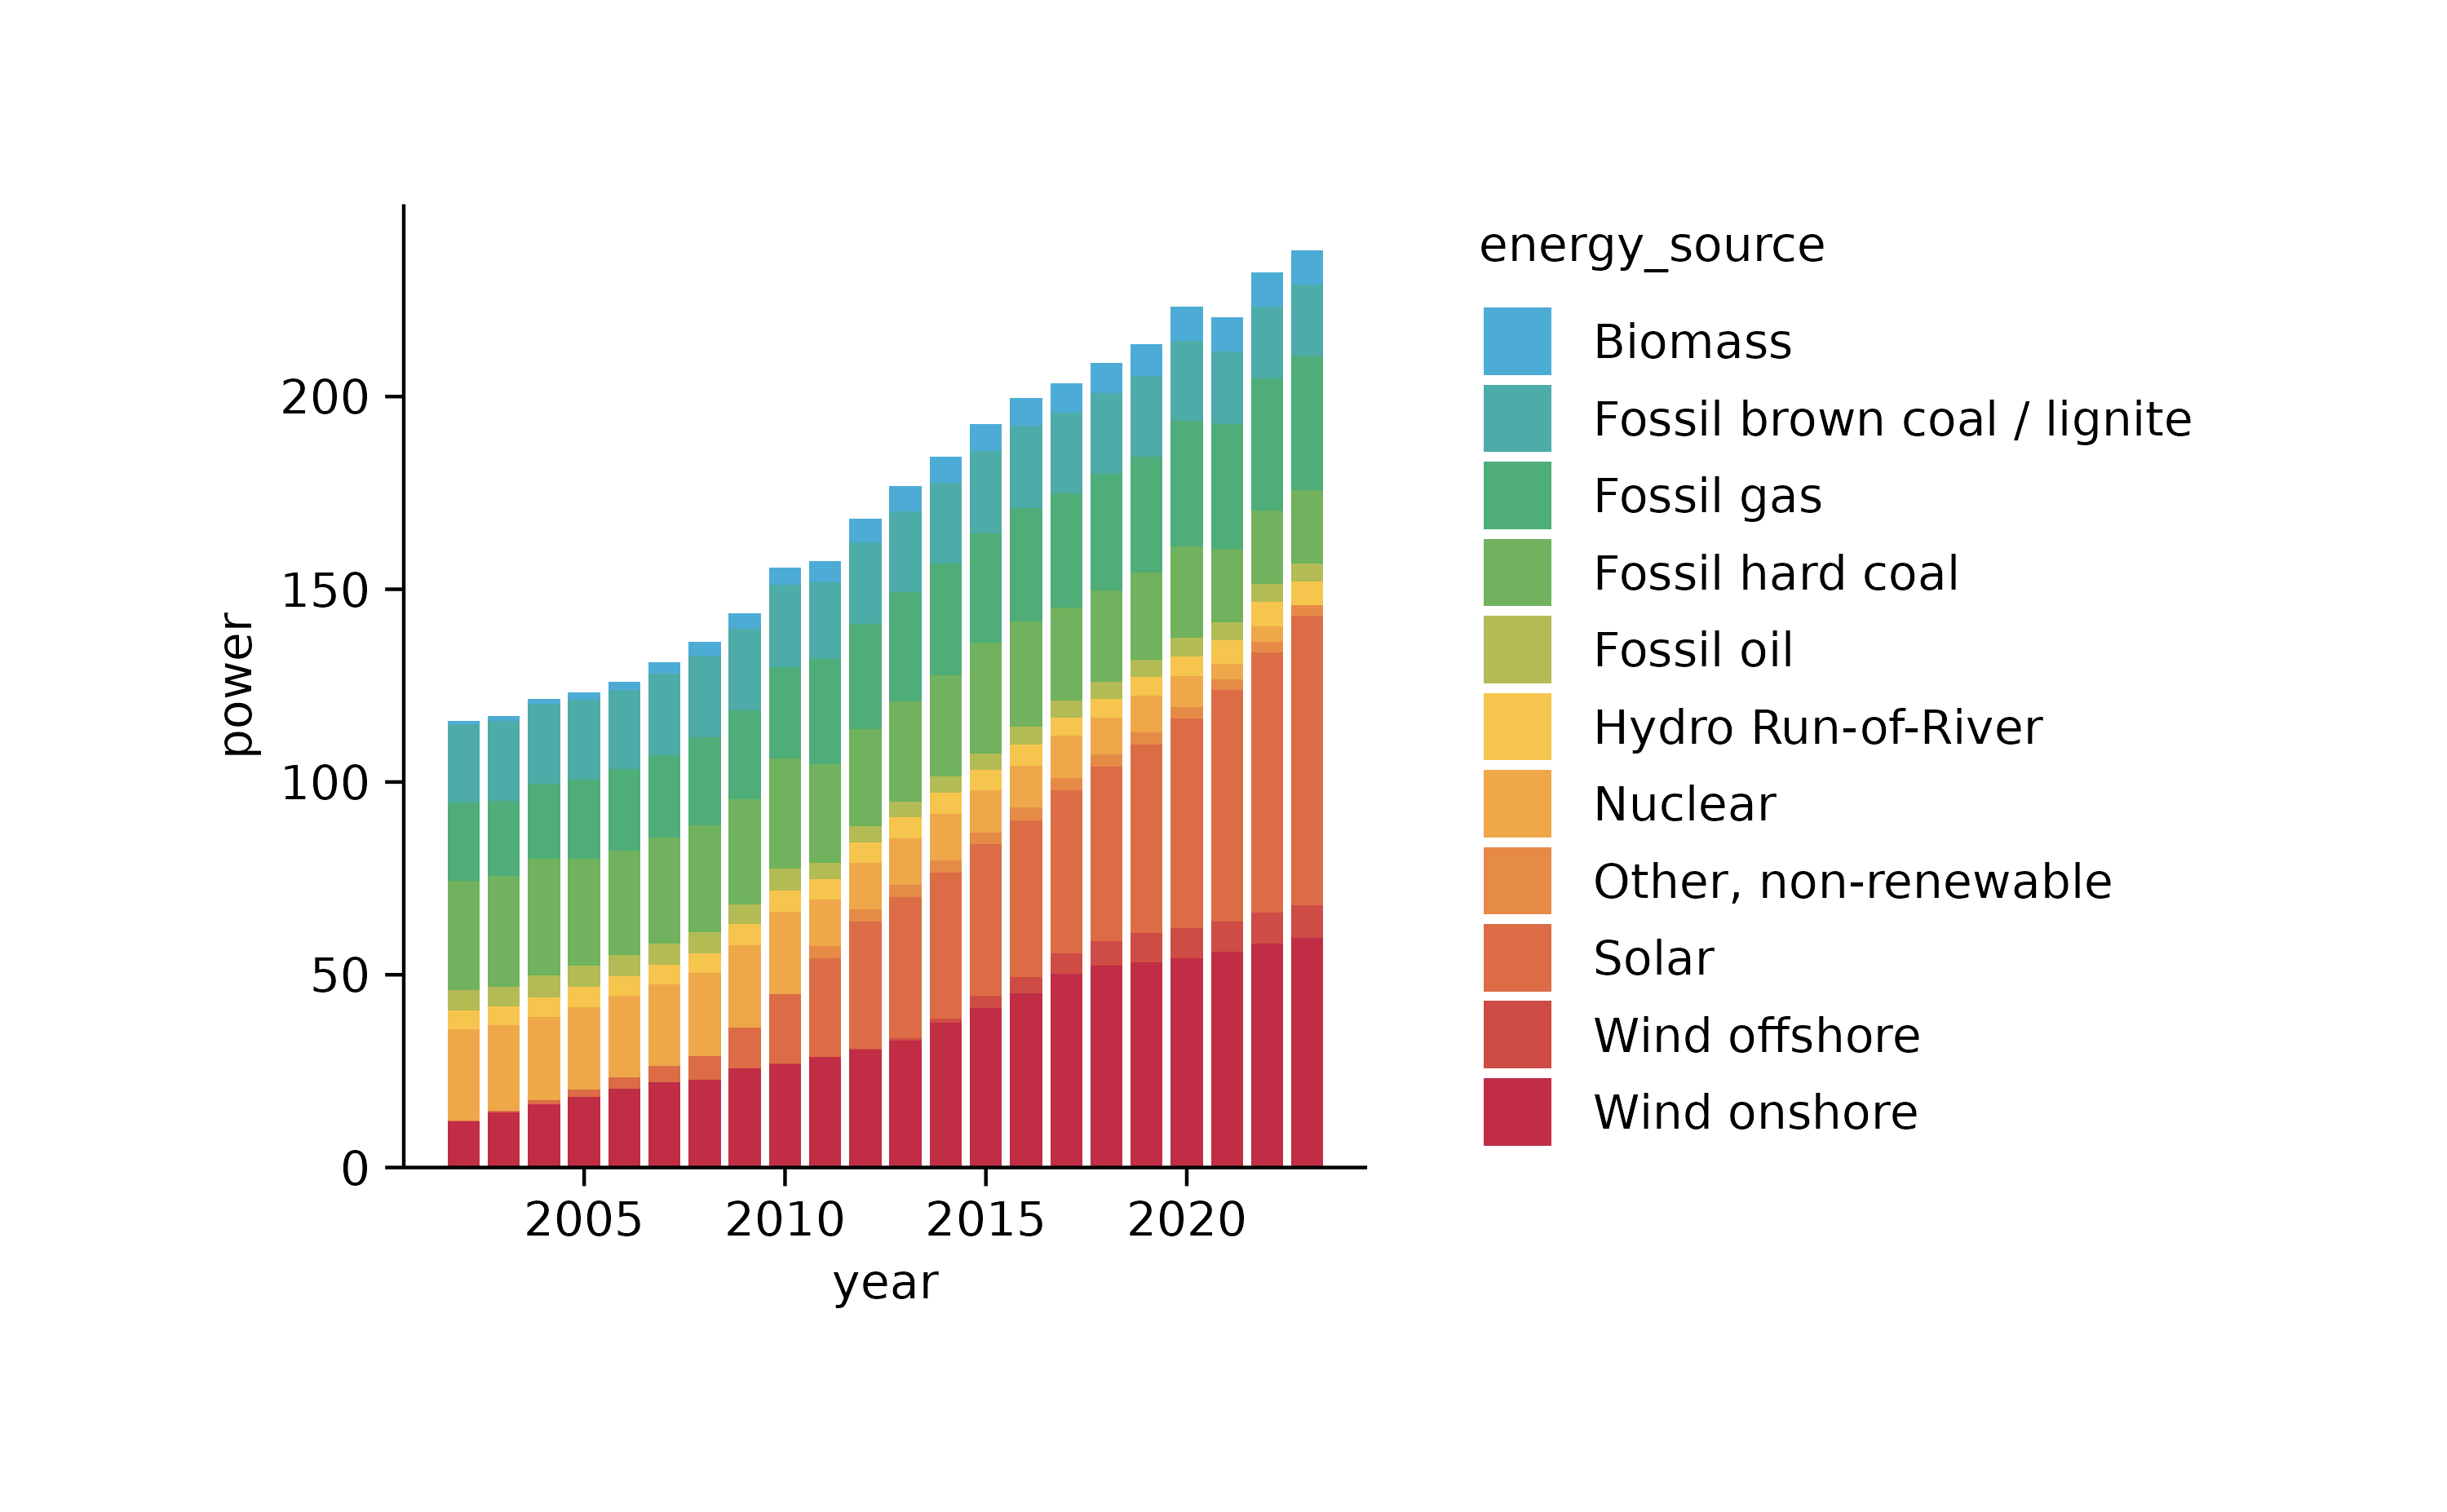 energy_source
Biomass
Fossil brown coal / lignite
Fossil gas
Fossil hard coal
Fossil oil
Hydro Run-of-River
Nuclear
Other, non-renewable
Solar
Wind offshore
Wind onshore
power
200
150
100
50
0
2005 2010 2015 2020
year